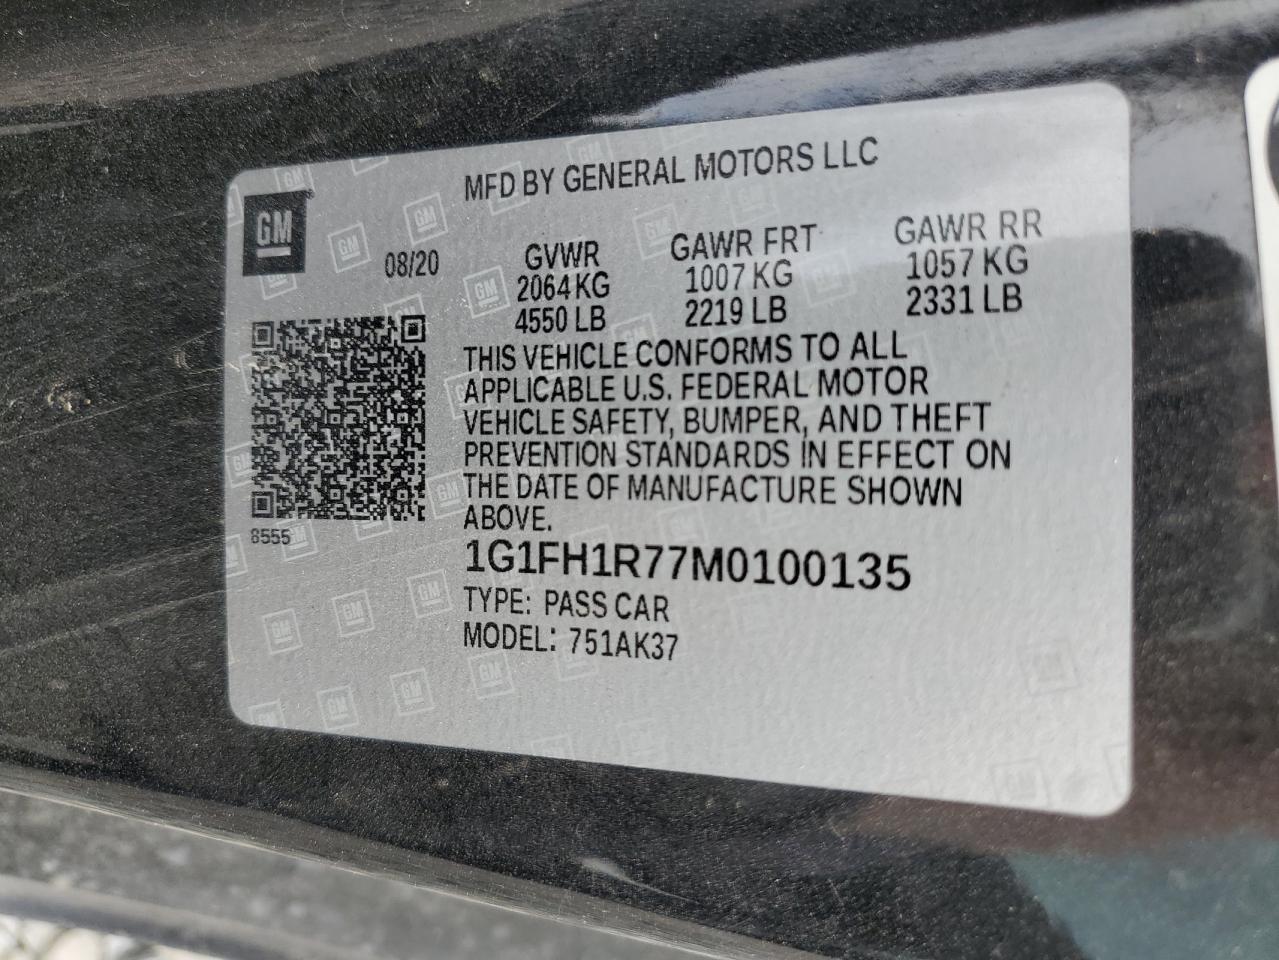 MFD BY GENERAL MOTORS LLC
GM
08/20
GVWR
2064 KG
4550 LB
GAWR FRT
1007 KG
2219 LB
GAWR RR
1057 KG
2331 LB
THIS VEHICLE CONFORMS TO ALL
APPLICABLE U.S. FEDERAL MOTOR
VEHICLE SAFETY, BUMPER, AND THEFT
PREVENTION STANDARDS IN EFFECT ON
THE DATE OF MANUFACTURE SHOWN
ABOVE.
8555
1G1FH1R77M0100135
TYPE: PASS CAR
MODEL: 751AK37